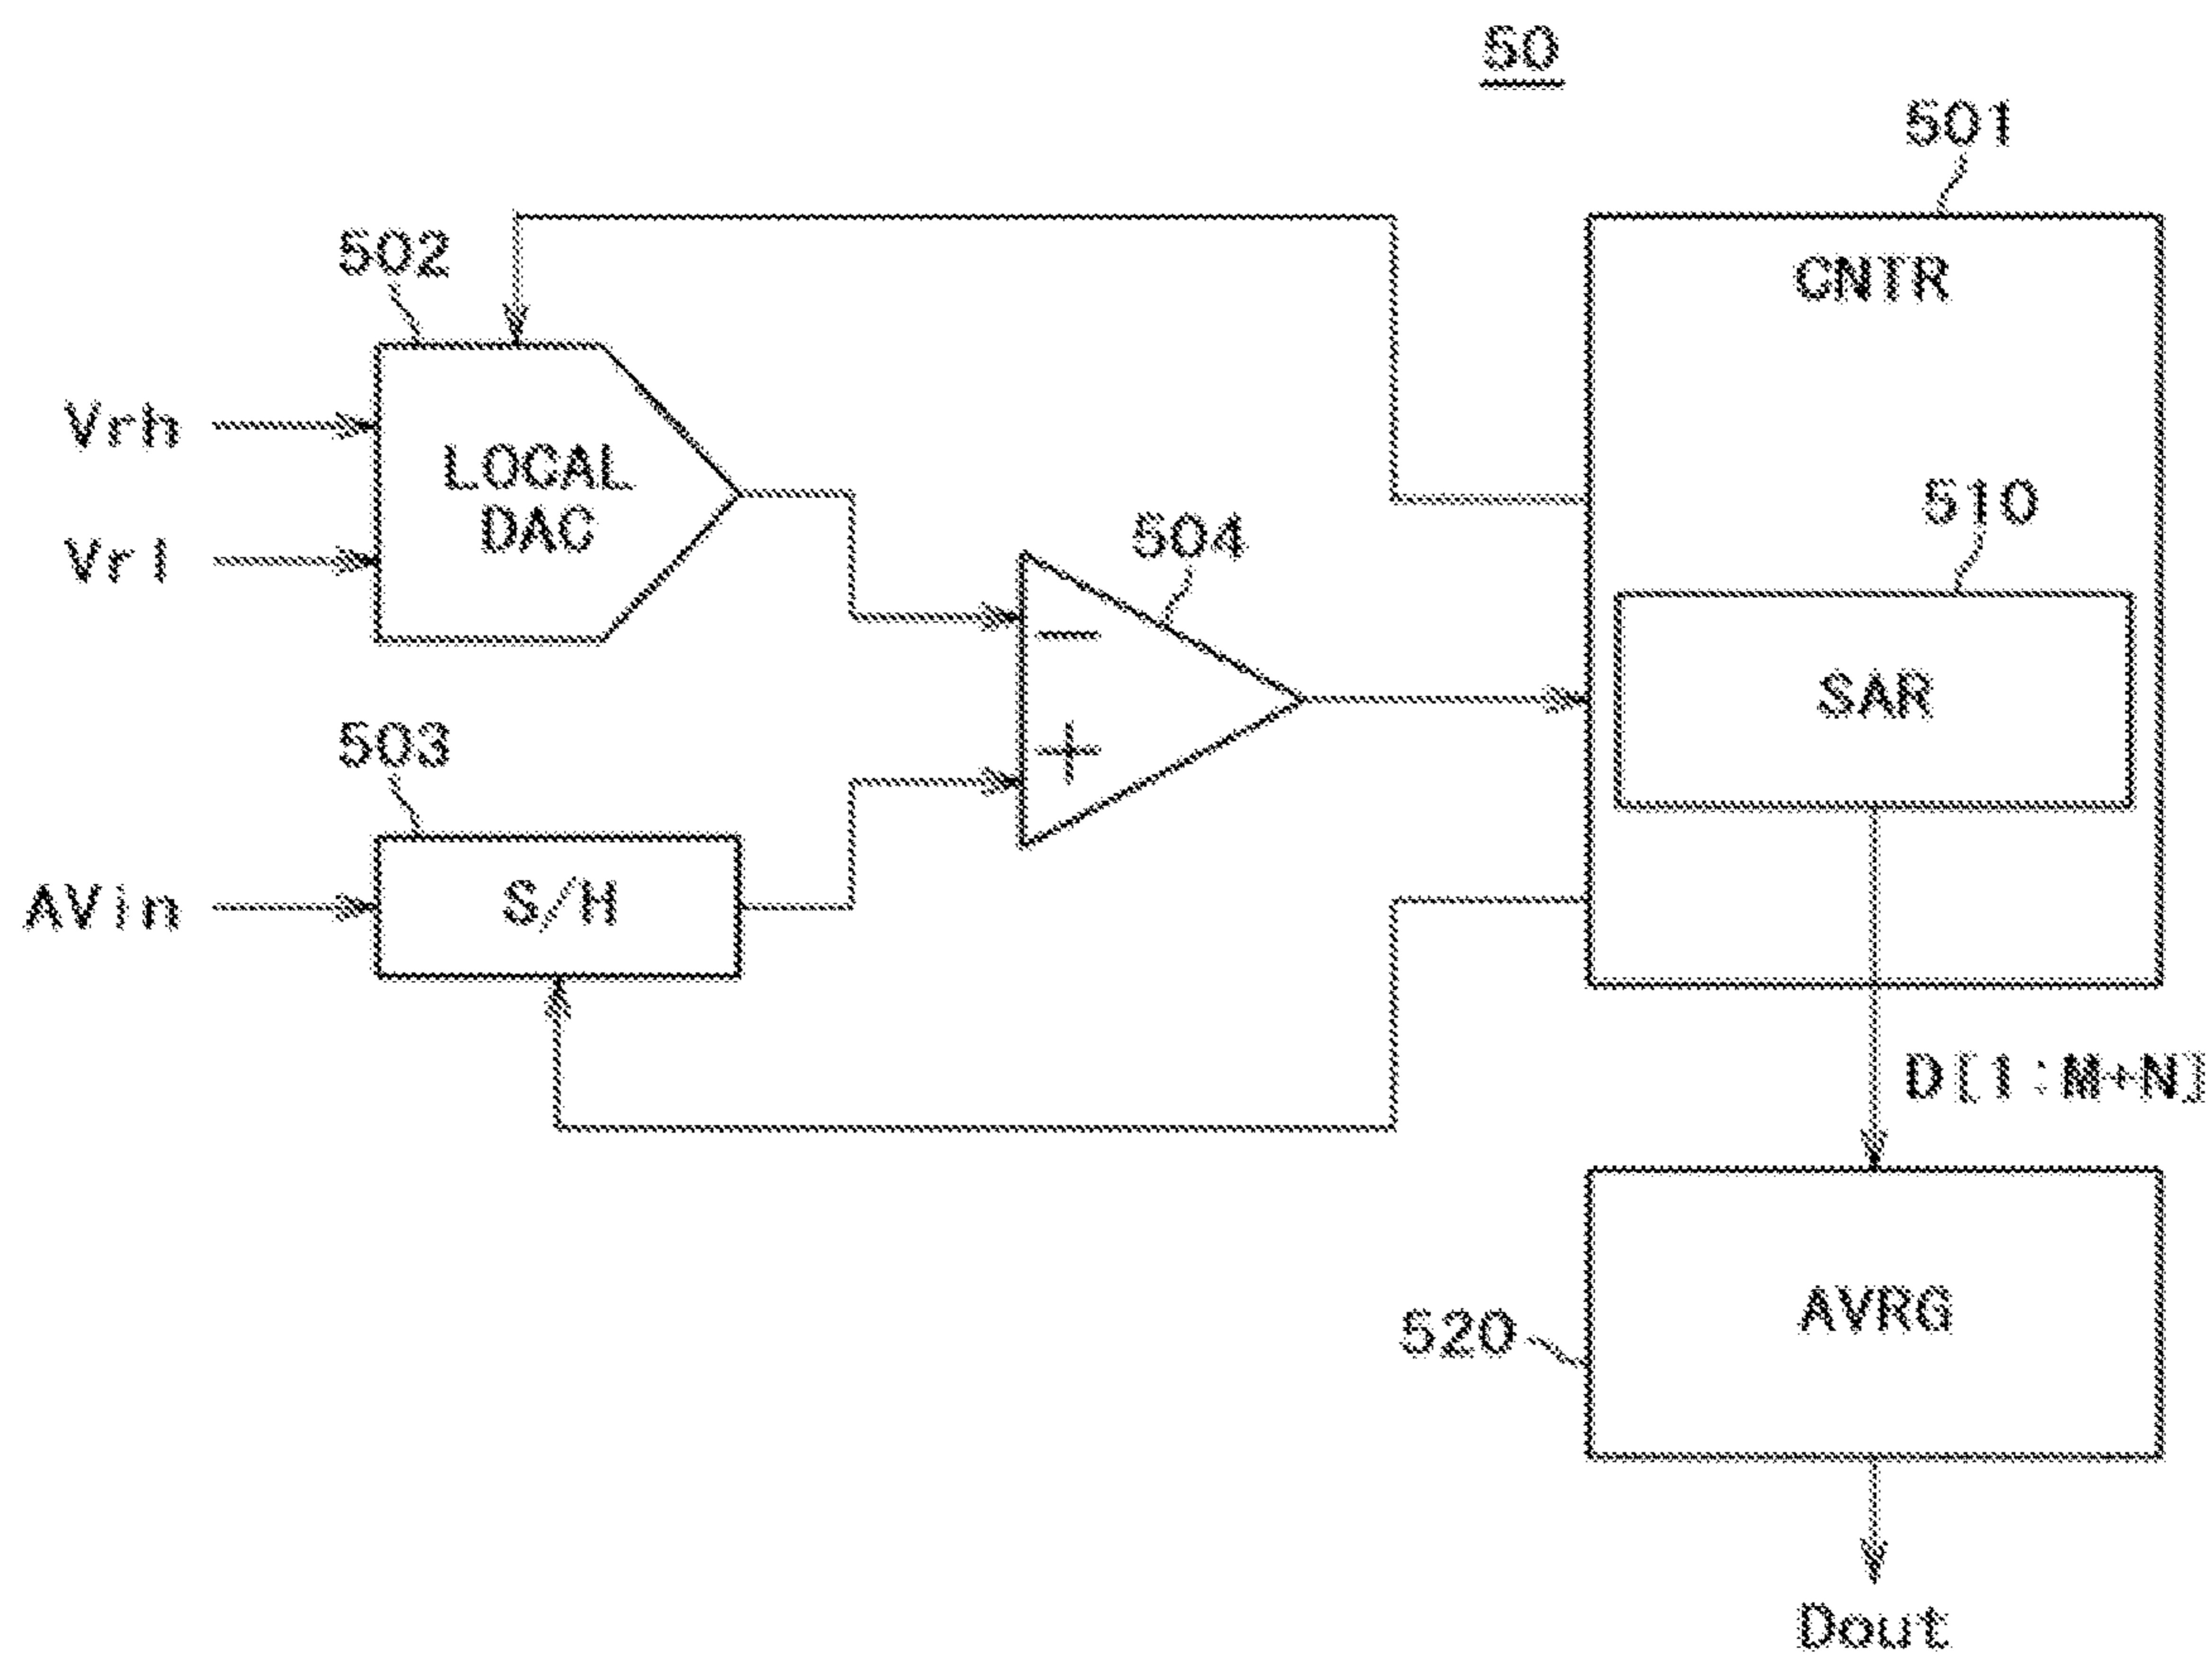 50
501
CNTR
502
Vrh
LOCAL
DAC
Vrl
510
504
SAR
−
+
503
AVin
S/H
D[1:M+N]
AVRG
520
Dout